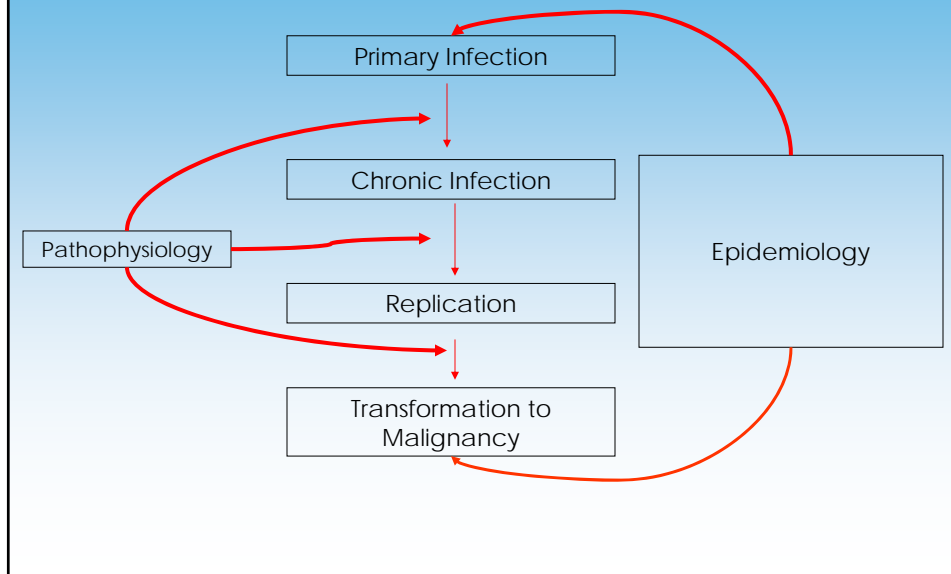 Primary Infection
Chronic Infection
Pathophysiology
Epidemiology
Replication
Transformation to
Malignancy